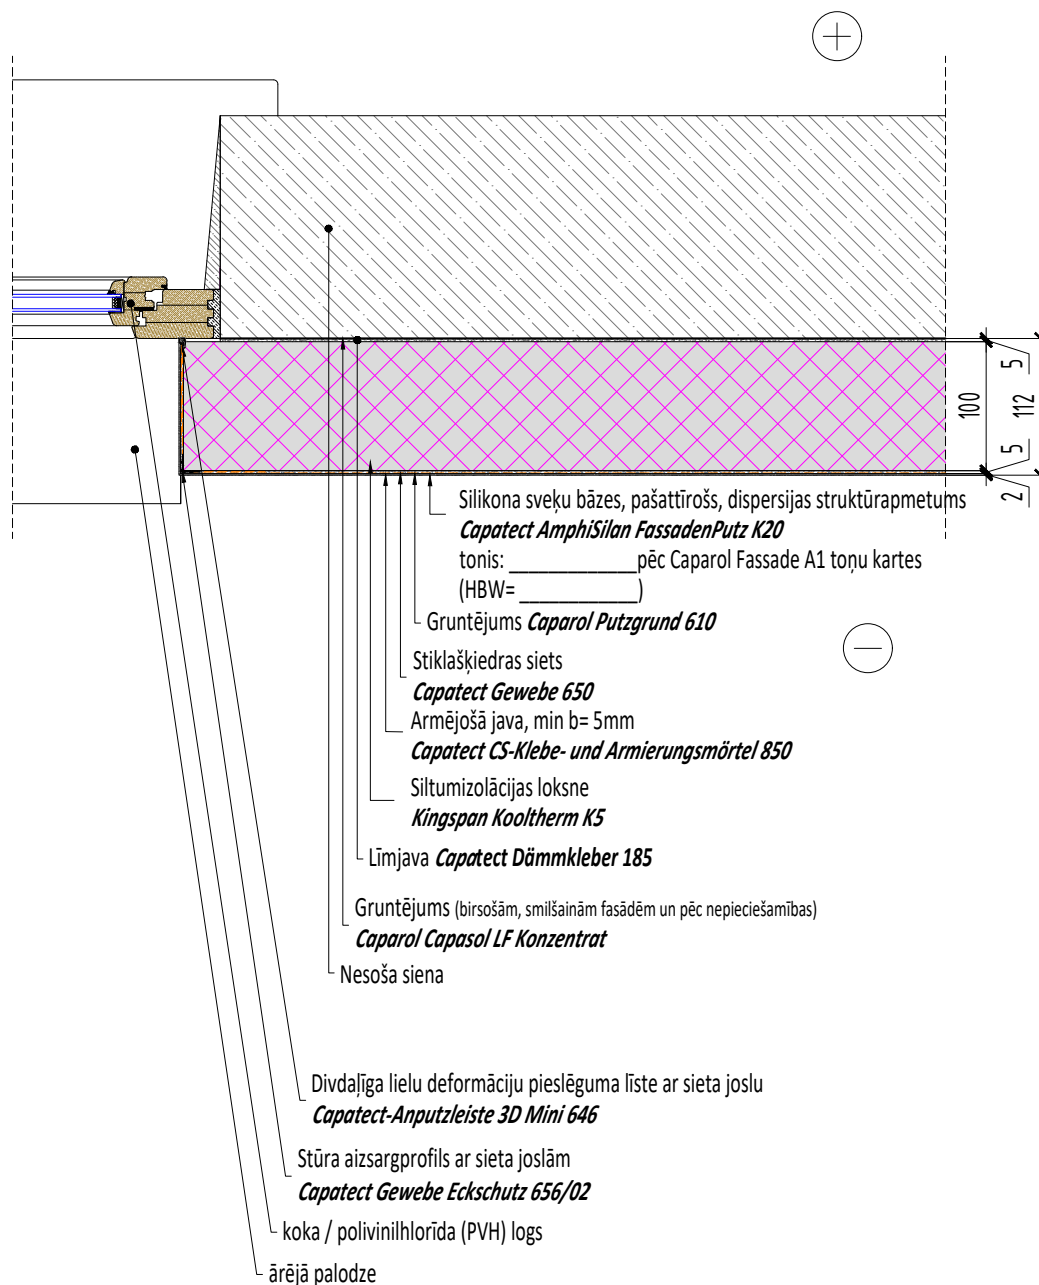 5
100
112
5
2
Silikona sveķu bāzes, pašattīrošs, dispersijas struktūrapmetums
Capatect AmphiSilan FassadenPutz K20
tonis: _____________pēc Caparol Fassade A1 toņu kartes
(HBW= ____________)
Gruntējums Caparol Putzgrund 610
Stiklašķiedras siets
Capatect Gewebe 650
Armējošā java, min b= 5mm
Capatect CS-Klebe- und Armierungsmörtel 850
Siltumizolācijas loksne
Kingspan Kooltherm K5
Līmjava Capatect Dämmkleber 185
Gruntējums (birsošām, smilšainām fasādēm un pēc nepieciešamības)
Caparol Capasol LF Konzentrat
Nesoša siena
Divdaļīga lielu deformāciju pieslēguma līste ar sieta joslu
Capatect-Anputzleiste 3D Mini 646
Stūra aizsargprofils ar sieta joslām
Capatect Gewebe Eckschutz 656/02
koka / polivinilhlorīda (PVH) logs
ārējā palodze